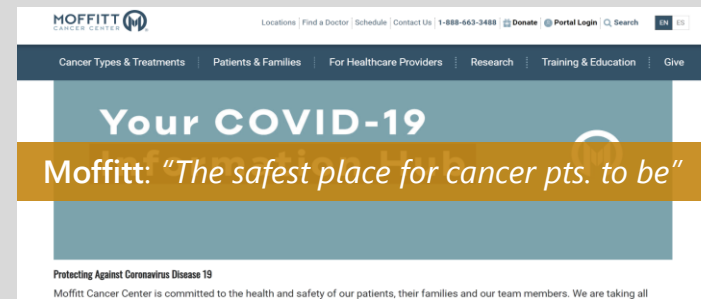 MOFFITT
CANCER CENTER
Locations | Find a Doctor | Schedule | Contact Us | 1-888-663-3488 | Donate | Portal Login | Search EN ES
Cancer Types & Treatments Patients & Families For Healthcare Providers Research Training & Education Give
Your COVID-19
Information Hub
Moffitt: “The safest place for cancer pts. to be”
Protecting Against Coronavirus Disease 19
Moffitt Cancer Center is committed to the health and safety of our patients, their families and our team members. We are taking all